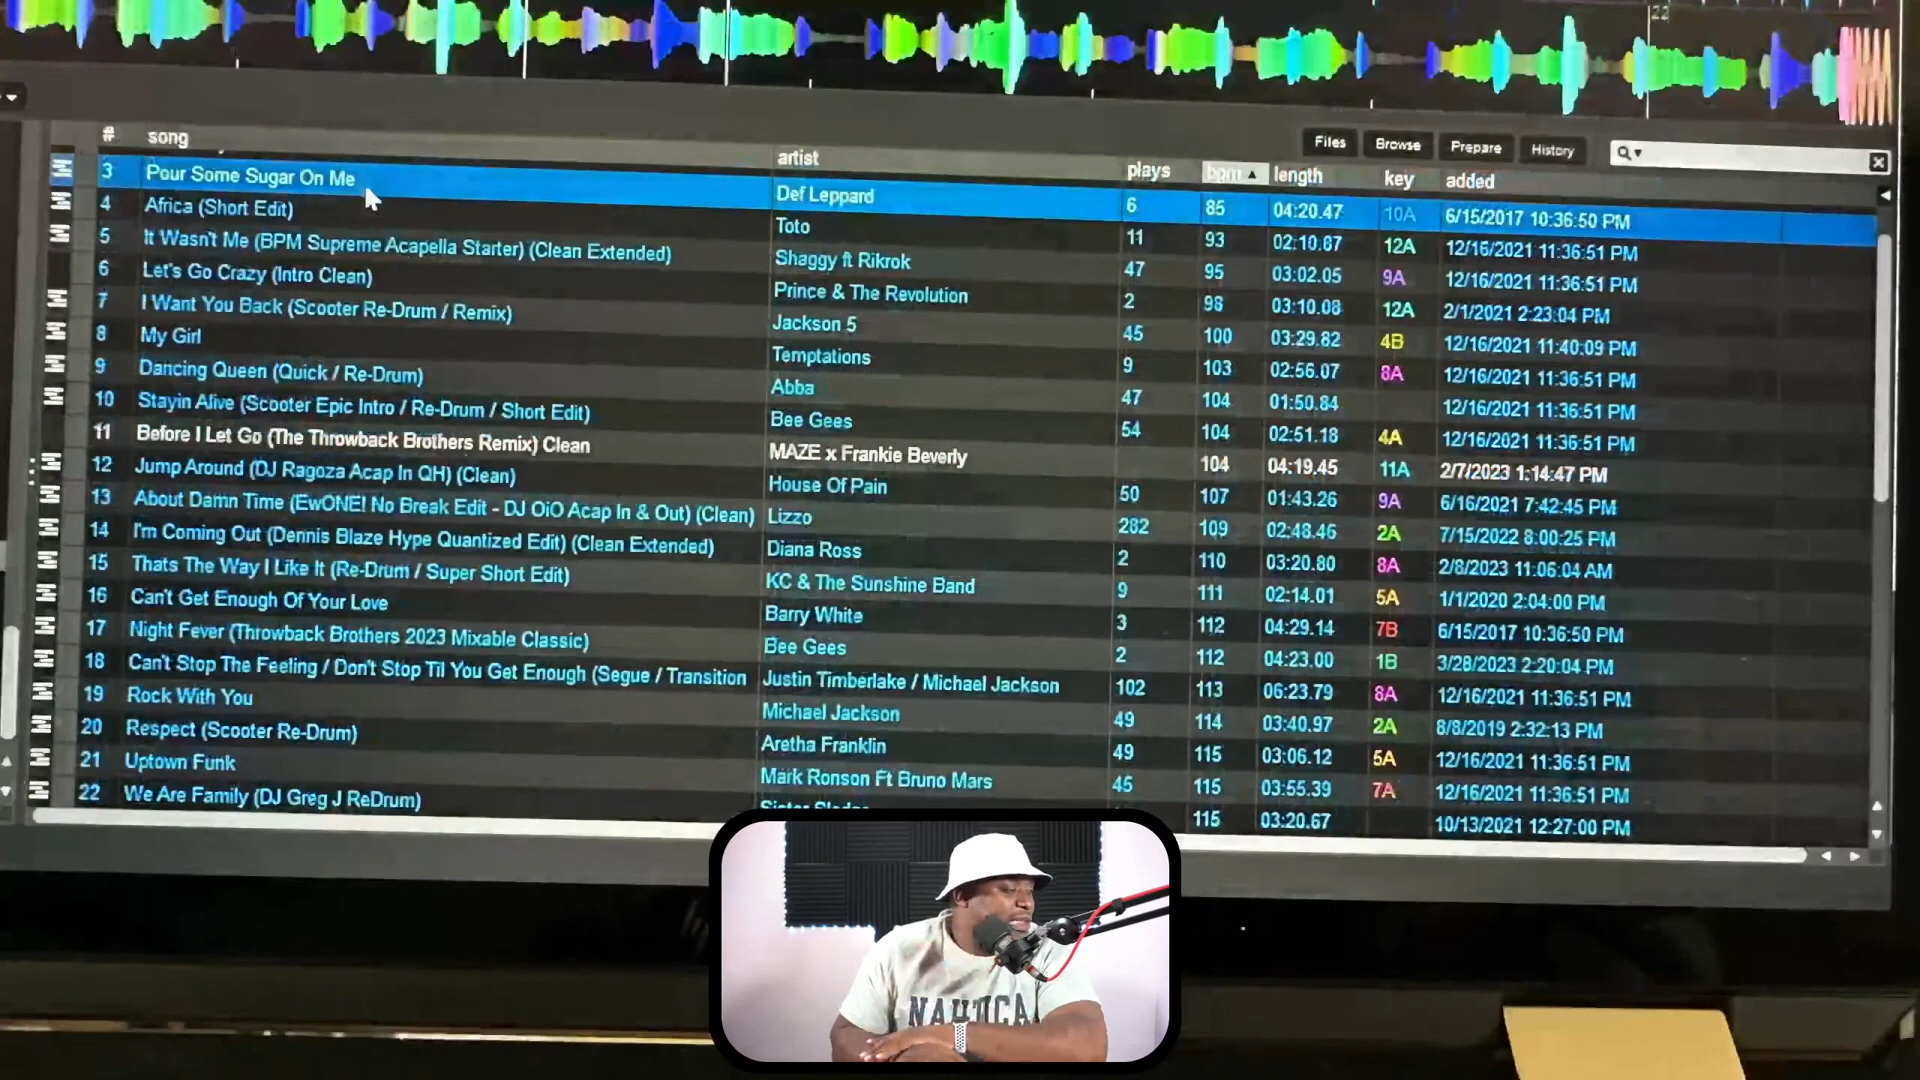 22
# song artist plays bpm length key added
Files Browse Prepare History
3 Pour Some Sugar On Me Def Leppard 6 85 04:20.47 10A 6/15/2017 10:36:50 PM
4 Africa (Short Edit) Toto 11 93 02:10.87 12A 12/16/2021 11:36:51 PM
5 It Wasn't Me (BPM Supreme Acapella Starter) (Clean Extended) Shaggy ft Rikrok 47 95 03:02.05 9A 12/16/2021 11:36:51 PM
6 Let's Go Crazy (Intro Clean) Prince & The Revolution 2 98 03:10.08 12A 2/1/2021 2:23:04 PM
7 I Want You Back (Scooter Re-Drum / Remix) Jackson 5 45 100 03:29.82 4B 12/16/2021 11:40:09 PM
8 My Girl Temptations 9 103 02:56.07 8A 12/16/2021 11:36:51 PM
9 Dancing Queen (Quick / Re-Drum) Abba 47 104 01:50.84 12/16/2021 11:36:51 PM
10 Stayin Alive (Scooter Epic Intro / Re-Drum / Short Edit) Bee Gees 54 104 02:51.18 4A 12/16/2021 11:36:51 PM
11 Before I Let Go (The Throwback Brothers Remix) Clean MAZE x Frankie Beverly 104 04:19.45 11A 2/7/2023 1:14:47 PM
12 Jump Around (DJ Ragoza Acap In QH) (Clean) House Of Pain 50 107 01:43.26 9A 6/16/2021 7:42:45 PM
13 About Damn Time (EwONE! No Break Edit - DJ OiO Acap In & Out) (Clean) Lizzo 282 109 02:48.46 2A 7/15/2022 8:00:25 PM
14 I'm Coming Out (Dennis Blaze Hype Quantized Edit) (Clean Extended) Diana Ross 2 110 03:20.80 8A 2/8/2023 11:06:04 AM
15 Thats The Way I Like It (Re-Drum / Super Short Edit) KC & The Sunshine Band 9 111 02:14.01 5A 1/1/2020 2:04:00 PM
16 Can't Get Enough Of Your Love Barry White 3 112 04:29.14 7B 6/15/2017 10:36:50 PM
17 Night Fever (Throwback Brothers 2023 Mixable Classic) Bee Gees 2 112 04:23.00 1B 3/28/2023 2:20:04 PM
18 Can't Stop The Feeling / Don't Stop Til You Get Enough (Segue / Transition Justin Timberlake / Michael Jackson 102 113 06:23.79 8A 12/16/2021 11:36:51 PM
19 Rock With You Michael Jackson 49 114 03:40.97 2A 8/8/2019 2:32:13 PM
20 Respect (Scooter Re-Drum) Aretha Franklin 49 115 03:06.12 5A 12/16/2021 11:36:51 PM
21 Uptown Funk Mark Ronson Ft Bruno Mars 45 115 03:55.39 7A 12/16/2021 11:36:51 PM
22 We Are Family (DJ Greg J ReDrum) 115 03:20.67 10/13/2021 12:27:00 PM
hp
NAUTICA